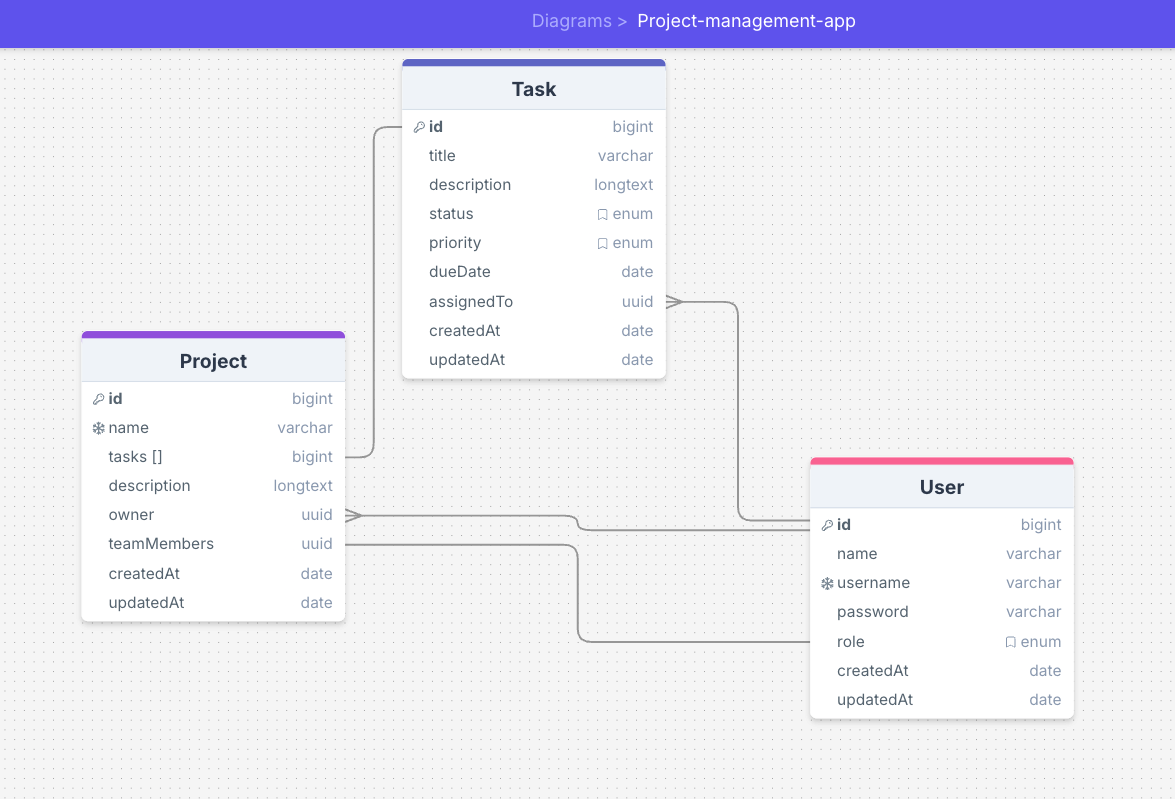 Diagrams > Project-management-app
Task
id bigint
title varchar
description longtext
status enum
priority enum
dueDate date
assignedTo uuid
createdAt date
updatedAt date
Project
id bigint
name varchar
tasks [] bigint
description longtext
owner uuid
teamMembers uuid
createdAt date
updatedAt date
User
id bigint
name varchar
username varchar
password varchar
role enum
createdAt date
updatedAt date